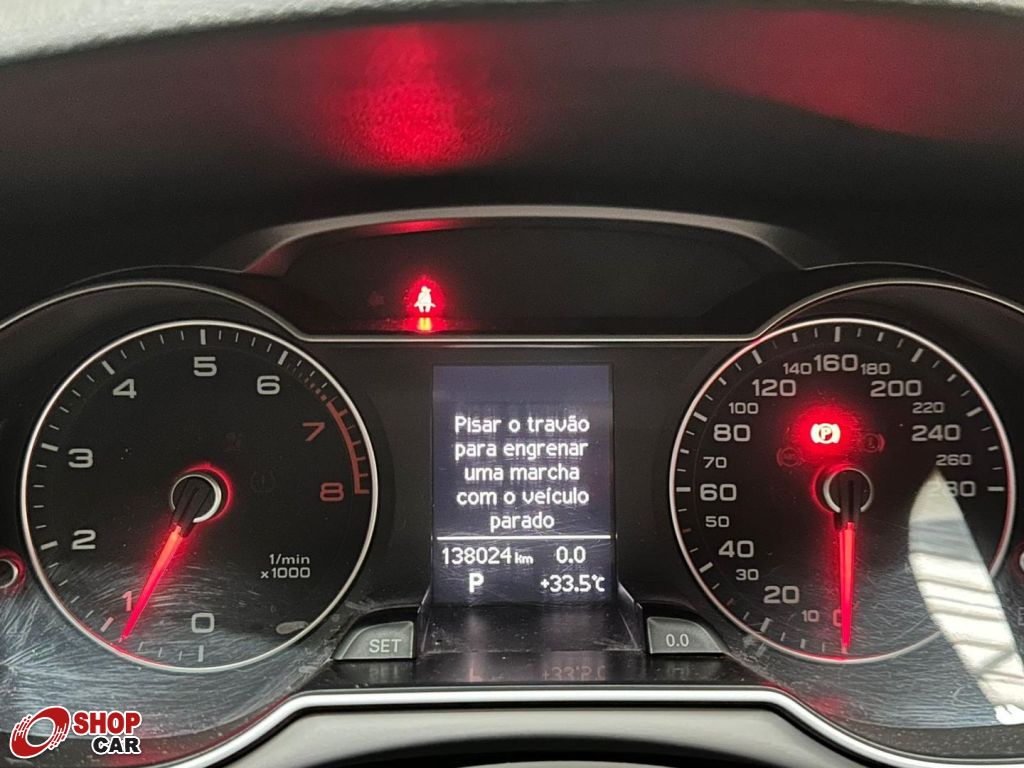 Pisar o travão
para engrenar
uma marcha
com o veículo
parado
138024 km 0.0
P +33.5°C
0
1
2
3
4
5
6
7
8
1/min
x1000
0
10
20
30
40
50
60
70
80
100
120
140
160
180
200
220
240
260
280
P
SET
0.0
SHOP
CAR